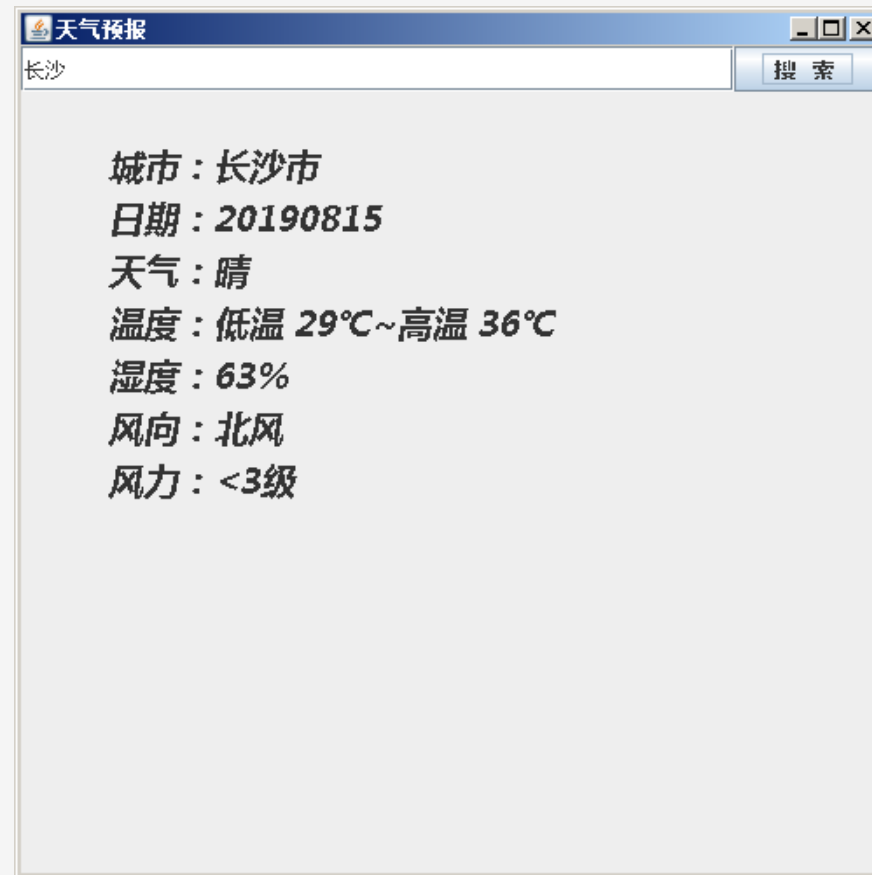 天气预报
长沙
搜 索
城市：长沙市
日期：20190815
天气：晴
温度：低温 29℃~高温 36℃
湿度：63%
风向：北风
风力：<3级